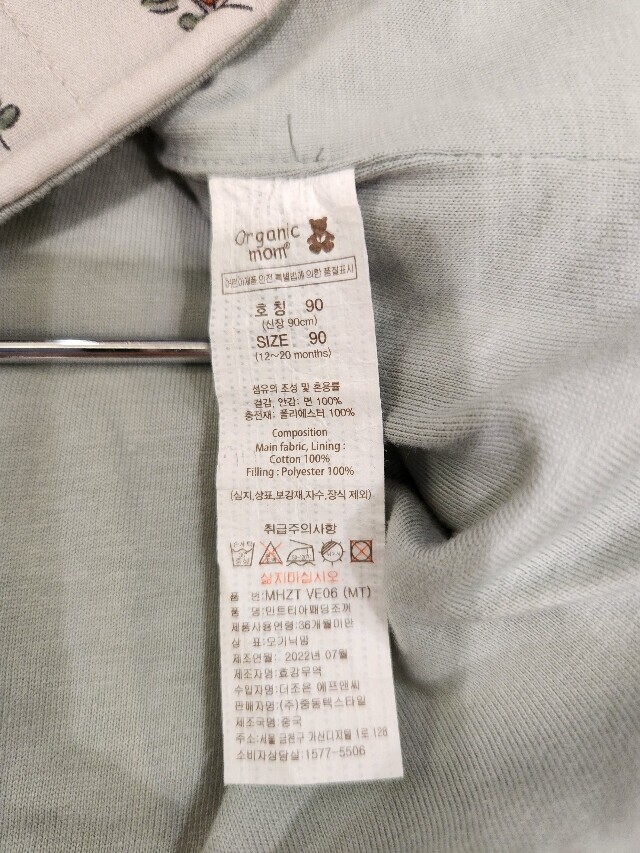 Organic
mom®
어린이제품 안전 특별법에 의한 품질표시
호 칭 90
(신장 90cm)
SIZE 90
(12~20 months)
섬유의 조성 및 혼용률
겉감, 안감: 면 100%
충전재: 폴리에스터 100%
Composition
Main fabric, Lining :
Cotton 100%
Filling : Polyester 100%
(심지,상표,보강재,자수,장식 제외)
취급주의사항
삶지마십시오
품 번:MHZT VE06 (MT)
품 명:민트티아패딩조끼
제품사용연령:36개월미만
상 표:오가닉맘
제조연월: 2022년 07월
제조자명:효강무역
수입자명:더조은 에프앤씨
판매자명:(주)중동텍스타일
제조국명:중국
주소:서울 금천구 가산디지털 1로 128
소비자상담실:1577-5506